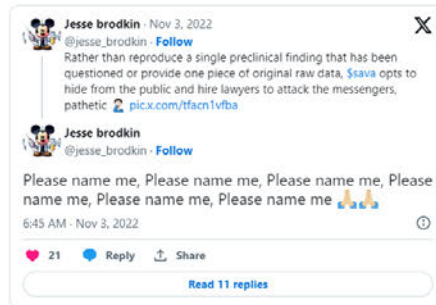 Jesse Brodkin · Nov 3, 2022
@jesse_brodkin · Follow
Rather than reproduce a single preclinical finding that has been
questioned or provide one piece of original raw data, $sava opts to
hide from the public and hire lawyers to attack the messengers,
pathetic 🤦🏻‍♂️ pic.x.com/tfacn1vfba
Jesse brodkin
@jesse_brodkin · Follow
Please name me, Please name me, Please name me, Please
name me, Please name me, Please name me 🙏🏼🙏🏼
6:45 AM · Nov 3, 2022
21 Reply Share
Read 11 replies